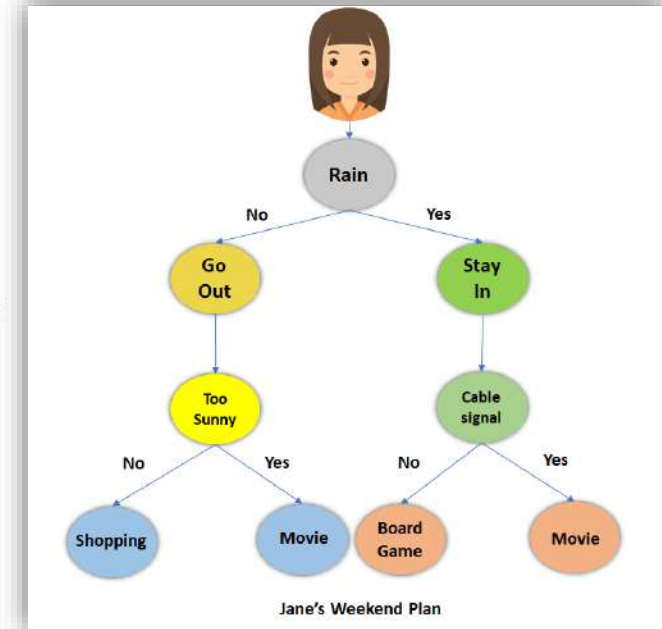 Rain
No
Yes
Go
Out
Stay
In
Too
Sunny
Cable
signal
No
Yes
No
Yes
Shopping
Movie
Board
Game
Movie
Jane's Weekend Plan